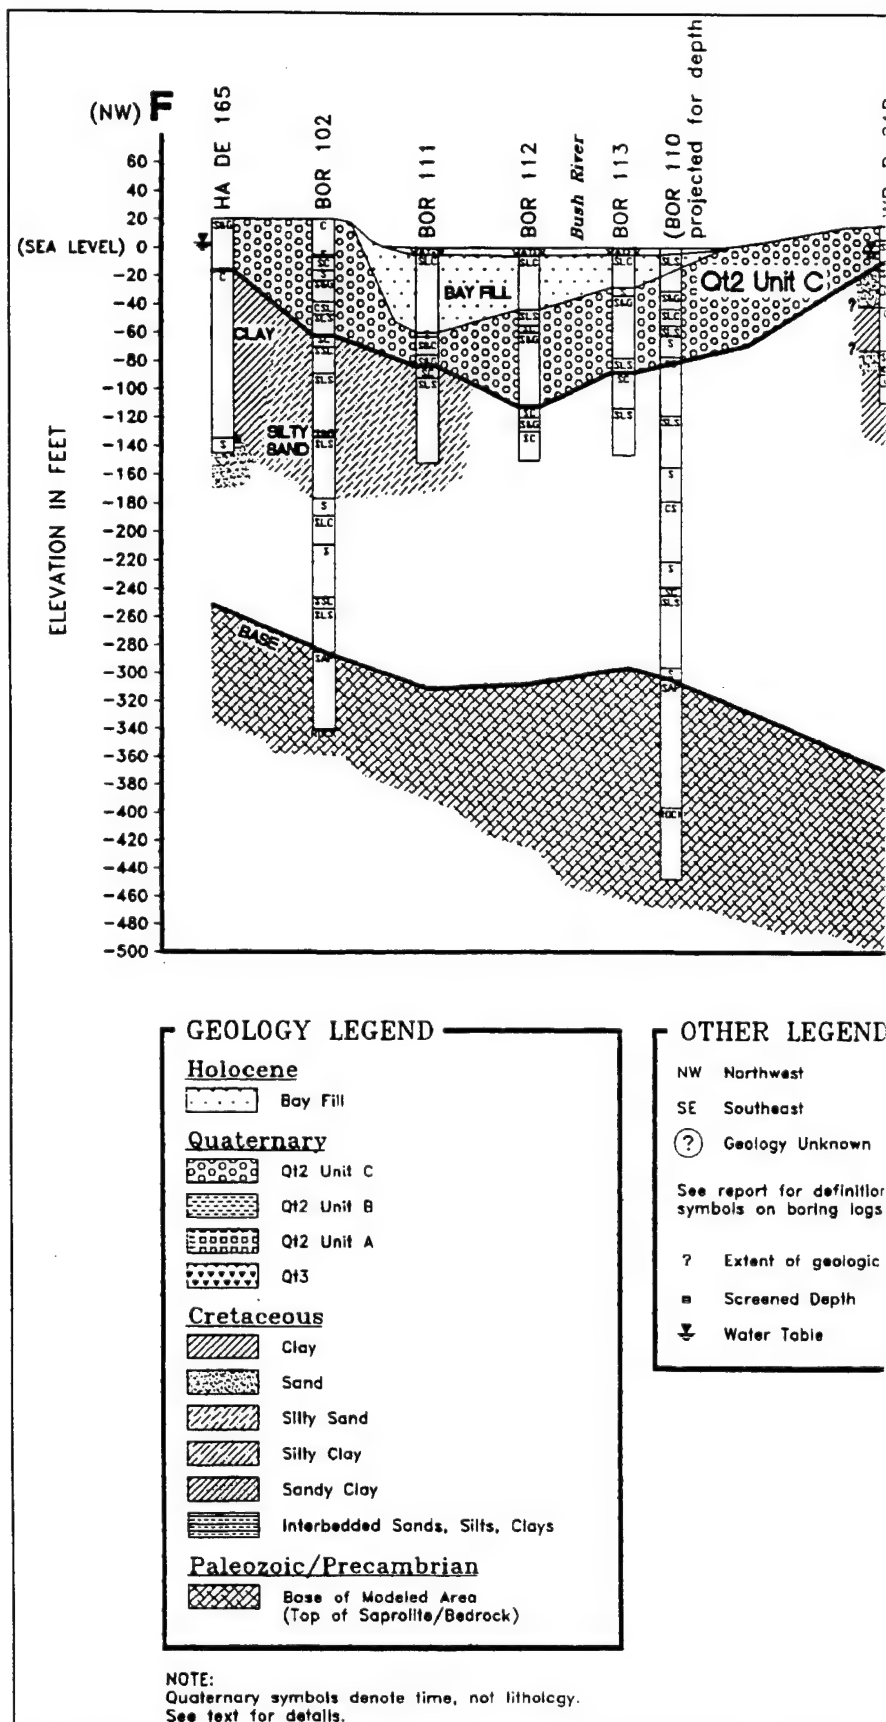 (NW) F
HA DE 165
BOR 102
BOR 111
BOR 112
Bush River
BOR 113
(BOR 110
projected for depth
ELEVATION IN FEET
60
40
20
(SEA LEVEL) 0
-20
-40
-60
-80
-100
-120
-140
-160
-180
-200
-220
-240
-260
-280
-300
-320
-340
-360
-380
-400
-420
-440
-460
-480
-500
S&G
C
C
S
CLAY
SILTY
SAND
BAY FILL
Qt2 Unit C
BASE
?
?
GEOLOGY LEGEND
Holocene
Bay Fill
Quaternary
Qt2 Unit C
Qt2 Unit B
Qt2 Unit A
Qt3
Cretaceous
Clay
Sand
Silty Sand
Silty Clay
Sandy Clay
Interbedded Sands, Silts, Clays
Paleozoic/Precambrian
Base of Modeled Area
(Top of Saprolite/Bedrock)
OTHER LEGEND
NW Northwest
SE Southeast
? Geology Unknown
See report for definition
symbols on boring logs
? Extent of geologic
Screened Depth
Water Table
NOTE:
Quaternary symbols denote time, not lithology.
See text for details.